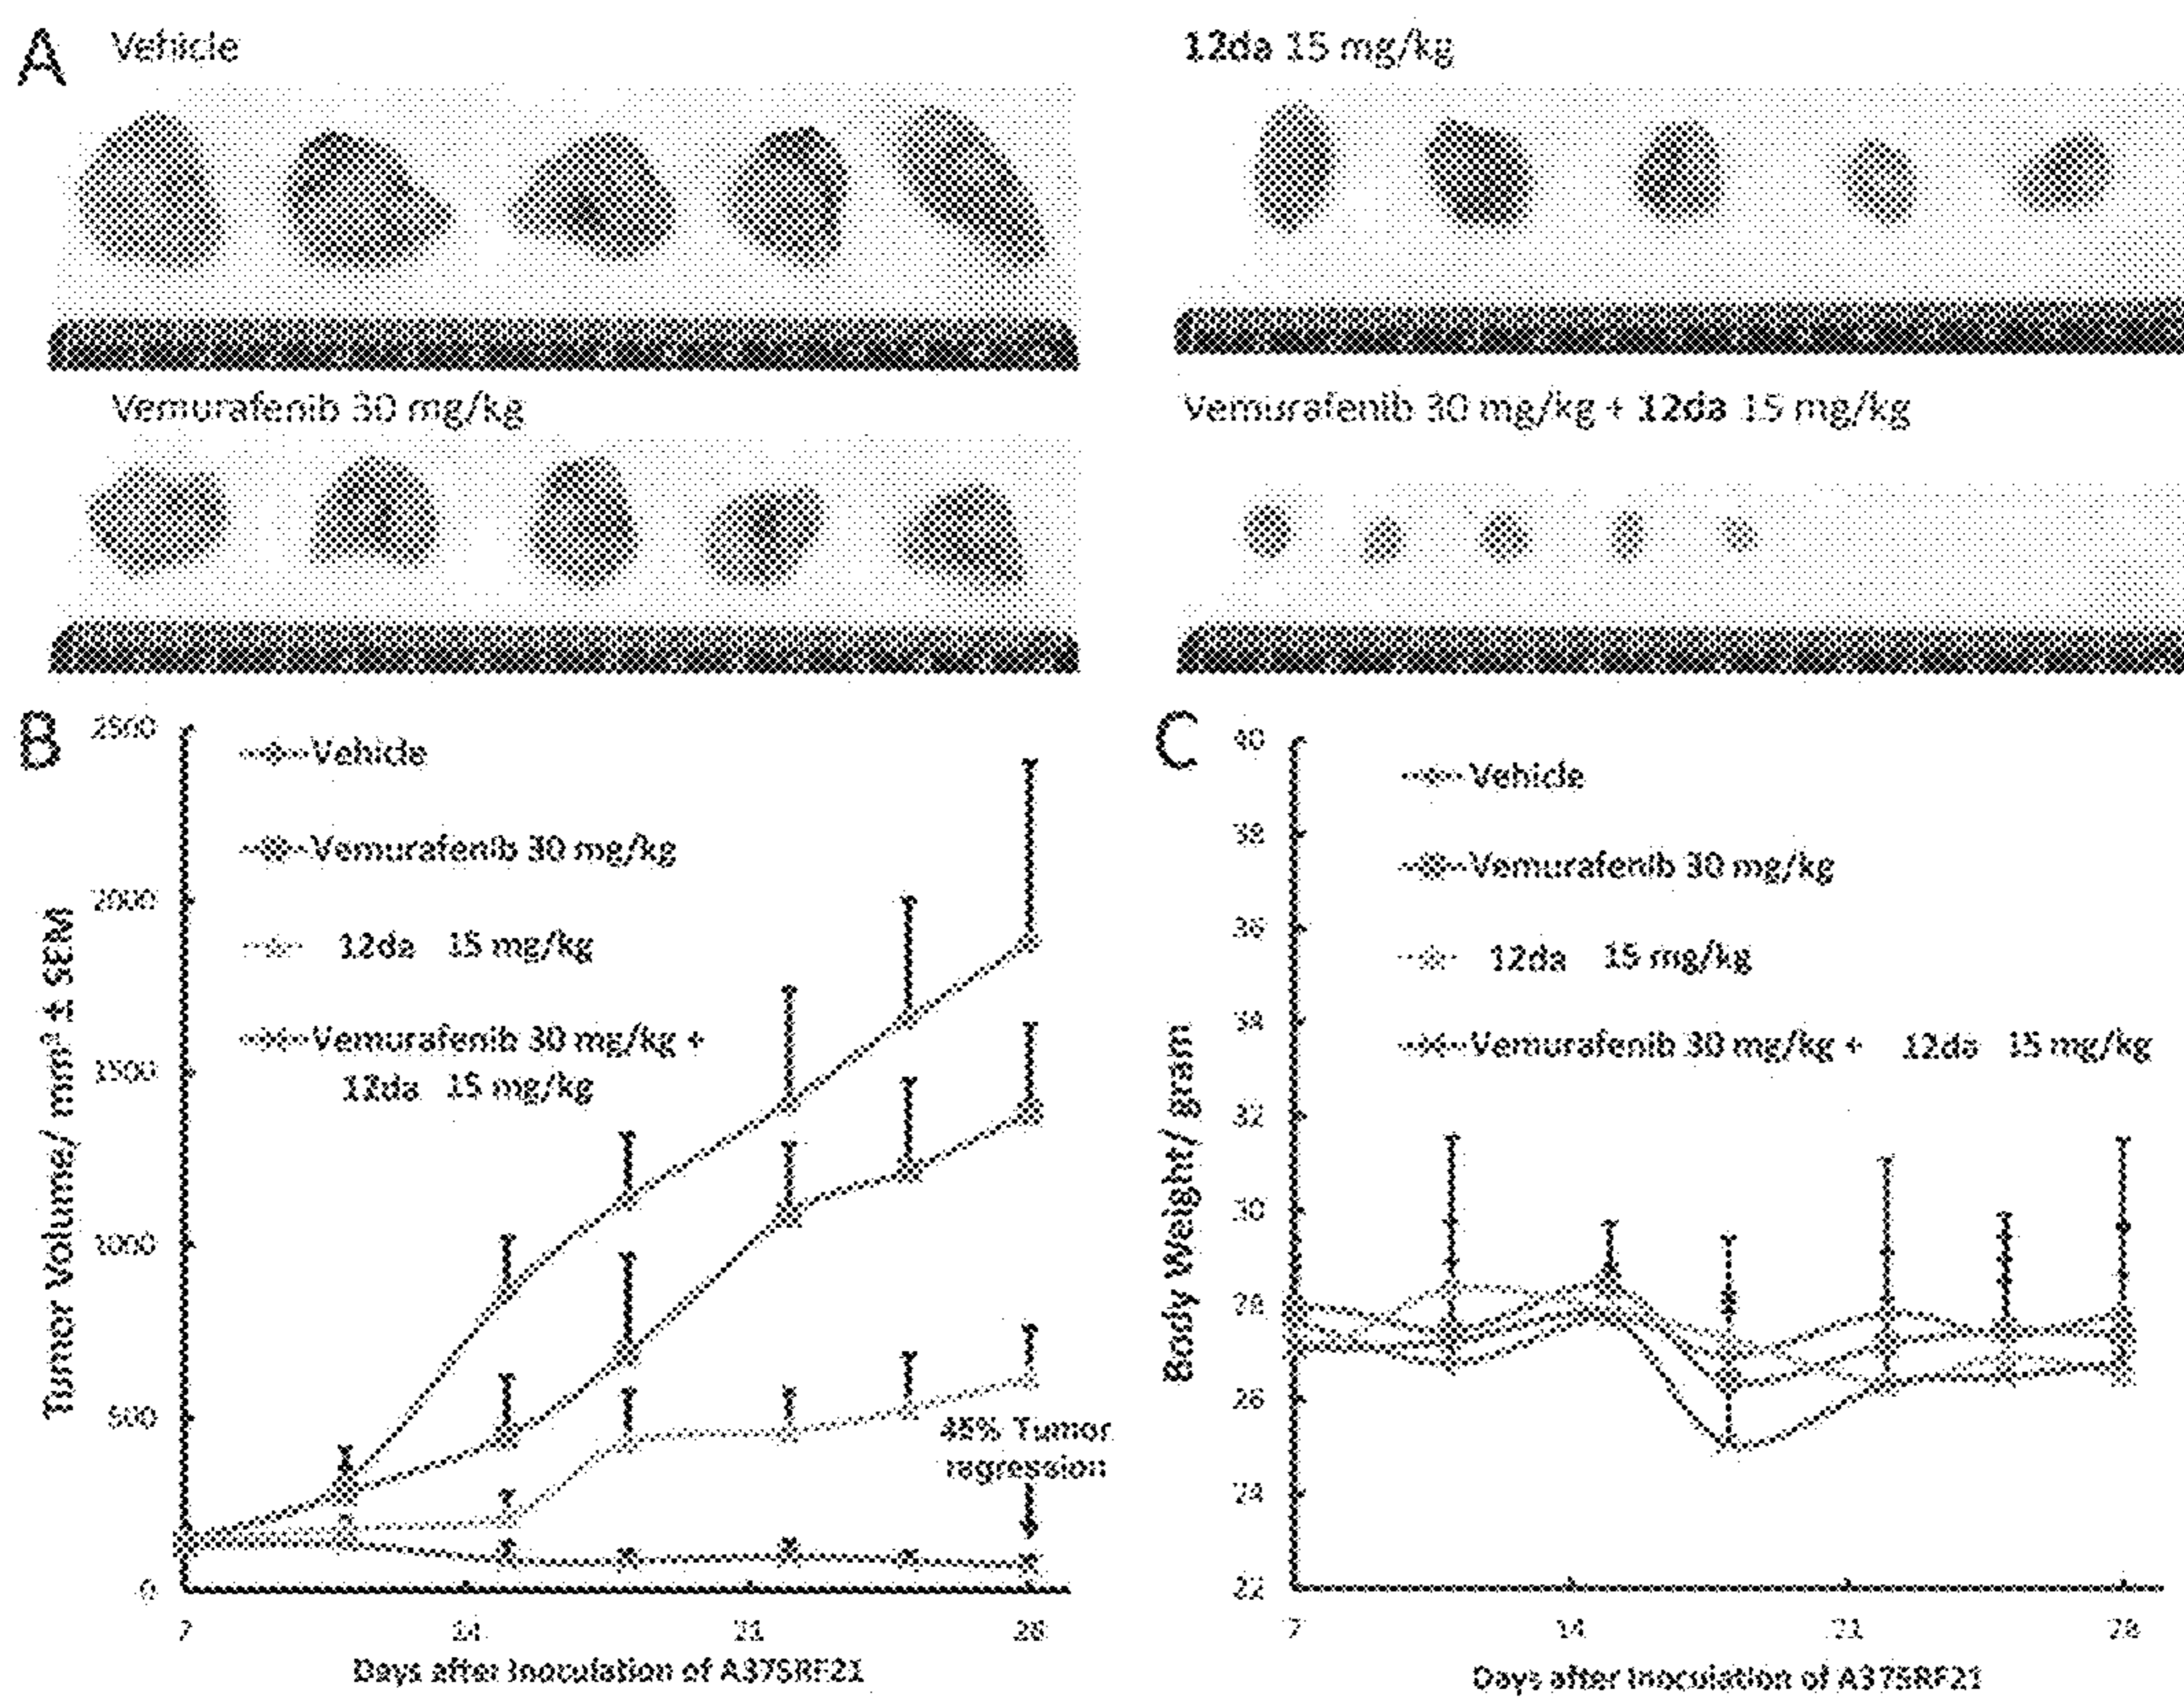 A
Vehicle
12da 15 mg/kg
Vemurafenib 30 mg/kg
Vemurafenib 30 mg/kg + 12da 15 mg/kg
B
2500
2000
1500
1000
500
0
Tumor Volume/ mm³ ± SEM
Vehicle
Vemurafenib 30 mg/kg
12da 15 mg/kg
Vemurafenib 30 mg/kg +
12da 15 mg/kg
45% Tumor
regression
7
14
21
28
Days after Inoculation of A375RF21
C
40
38
36
34
32
30
28
26
24
22
Body Weight/ gram
Vehicle
Vemurafenib 30 mg/kg
12da 15 mg/kg
Vemurafenib 30 mg/kg + 12da 15 mg/kg
7
14
21
28
Days after Inoculation of A375RF21